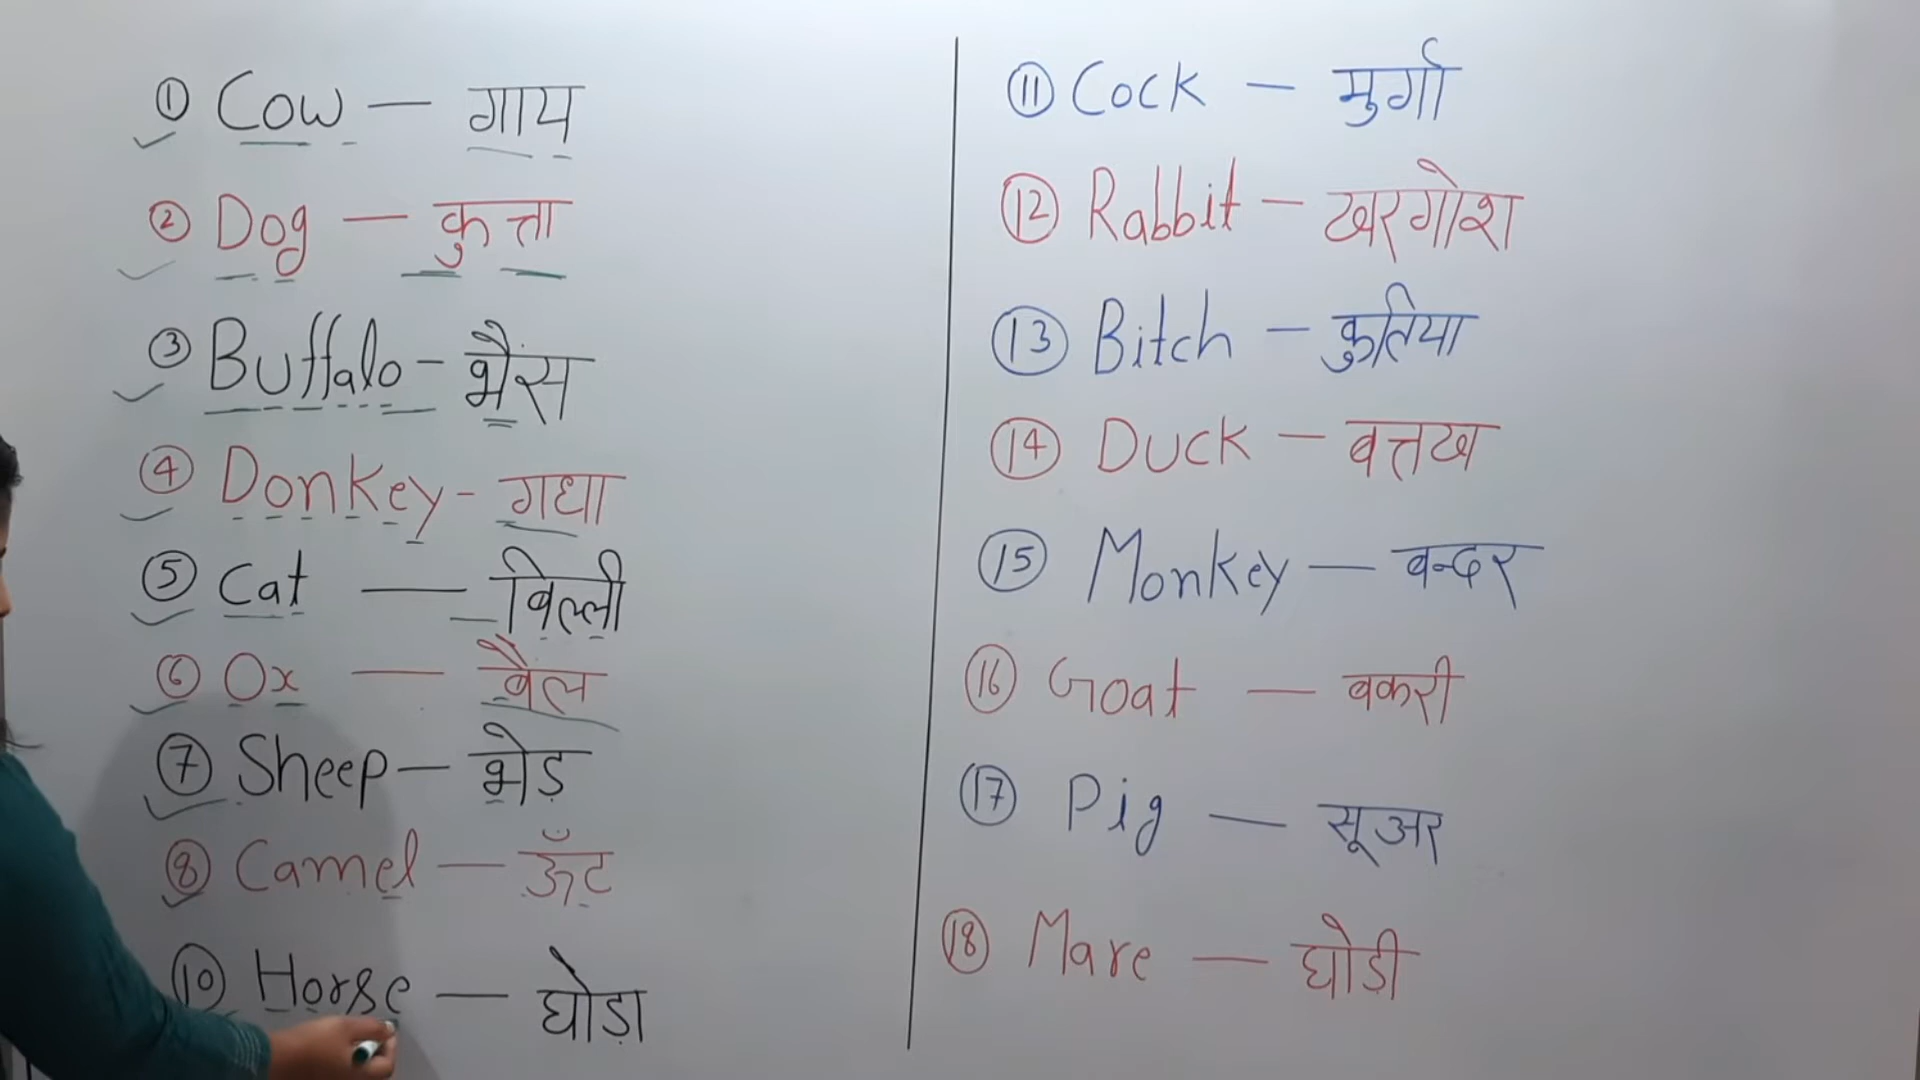 ① Cow — गाय
② Dog — कुत्ता
③ Buffalo - भैंस
④ Donkey - गधा
⑤ Cat — बिल्ली
⑥ Ox — बैल
⑦ Sheep - भेड़
⑧ Camel — ऊँट
⑩ Horse — घोड़ा
⑪ Cock — मुर्गा
⑫ Rabbit - खरगोश
⑬ Bitch - कुतिया
⑭ Duck - बत्तख
⑮ Monkey — बन्दर
⑯ Goat — बकरी
⑰ Pig — सूअर
⑱ Mare — घोड़ी